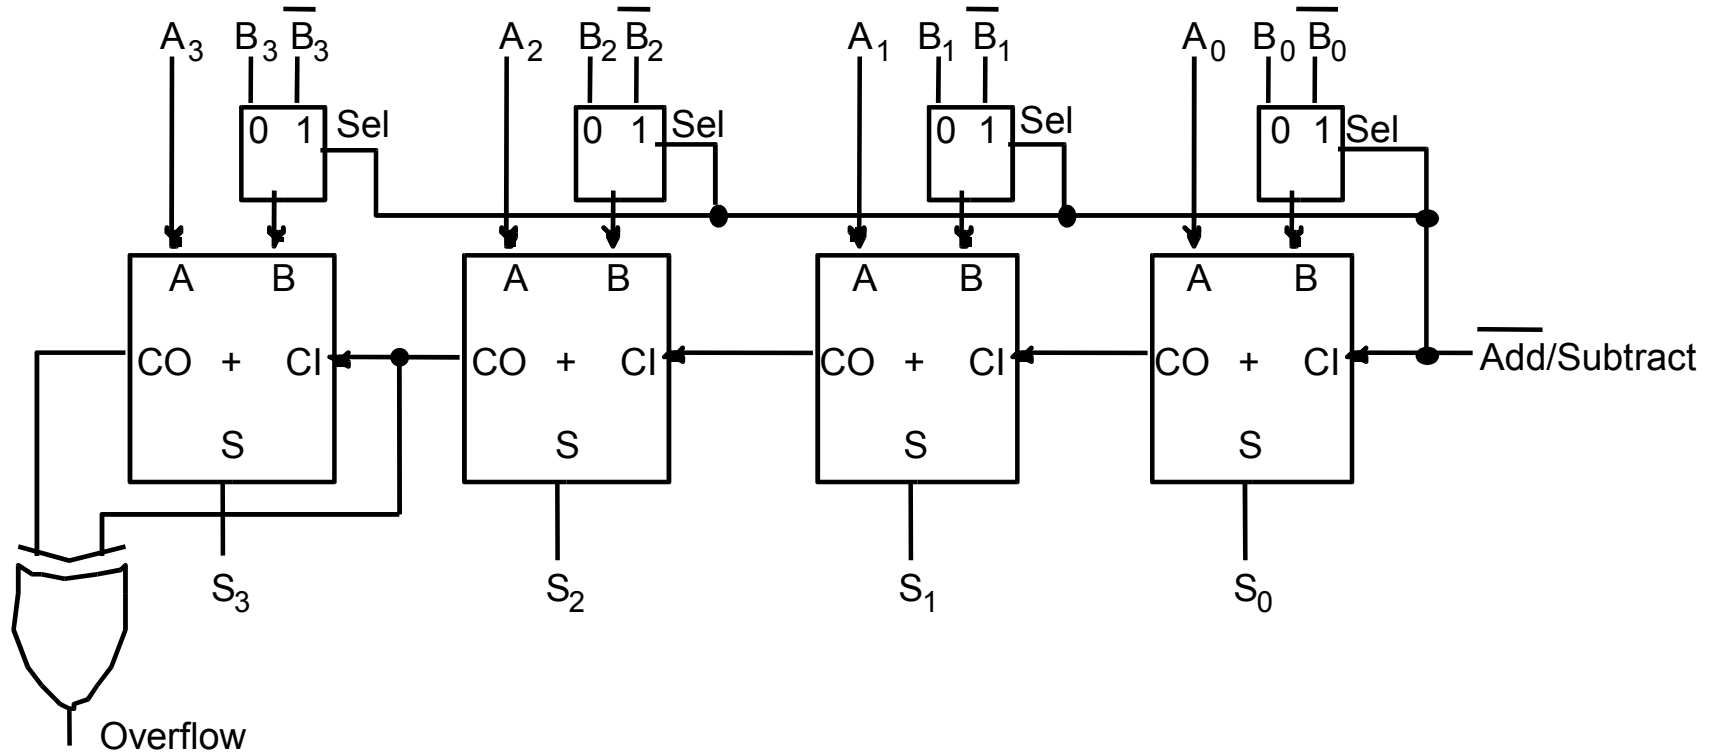 A3 B3 B̅3 A2 B2 B̅2 A1 B1 B̅1 A0 B0 B̅0
0 1 Sel 0 1 Sel 0 1 Sel 0 1 Sel
A B A B A B A B
CO + CI CO + CI CO + CI CO + CI A̅d̅d̅/Subtract
S S S S
S3 S2 S1 S0
Overflow